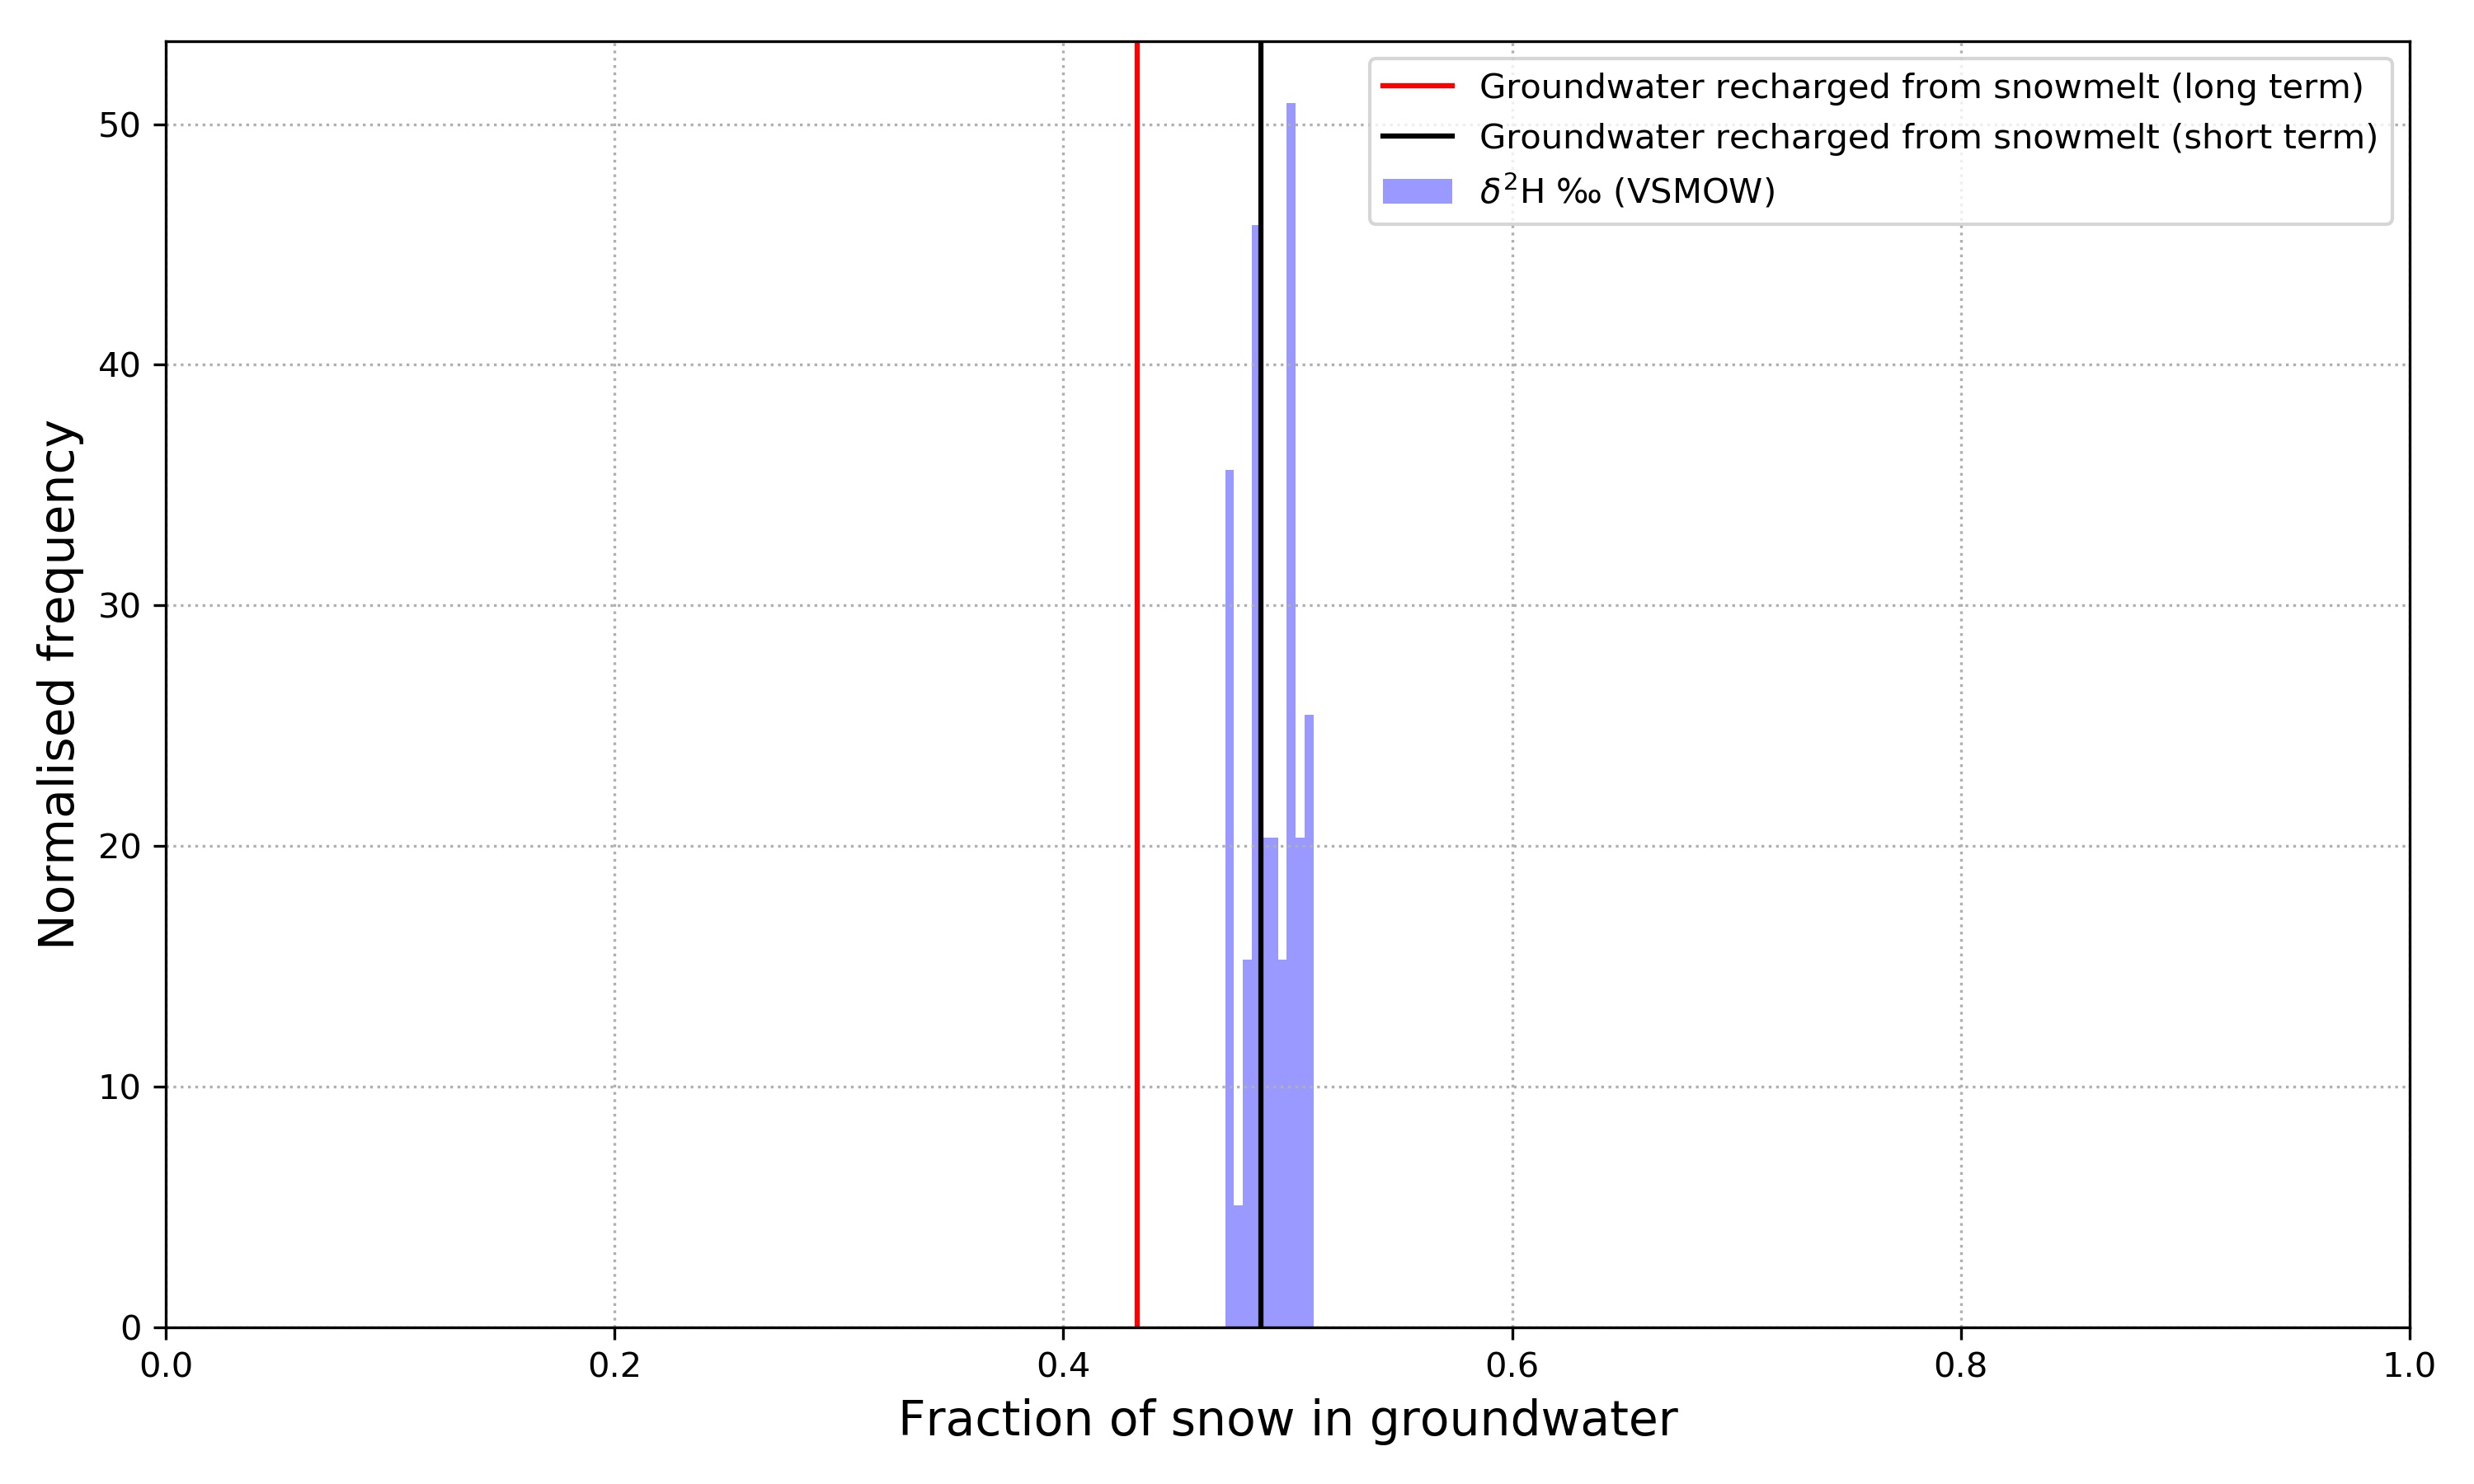 Groundwater recharged from snowmelt (long term)
Groundwater recharged from snowmelt (short term)
δ²H ‰ (VSMOW)
Normalised frequency
50
40
30
20
10
0
0.0 0.2 0.4 0.6 0.8 1.0
Fraction of snow in groundwater